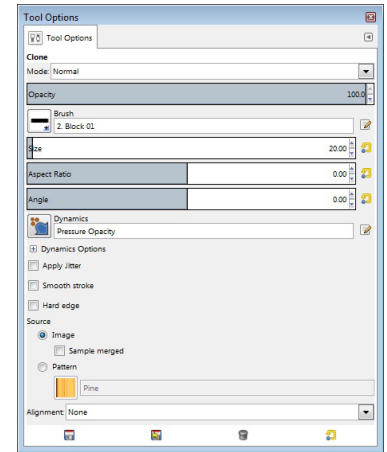 Tool Options
Tool Options
Clone
Mode: Normal
Opacity 100.0
Brush
2. Block 01
Size 20.00
Aspect Ratio 0.00
Angle 0.00
Dynamics
Pressure Opacity
Dynamics Options
Apply Jitter
Smooth stroke
Hard edge
Source
Image
Sample merged
Pattern
Pine
Alignment: None